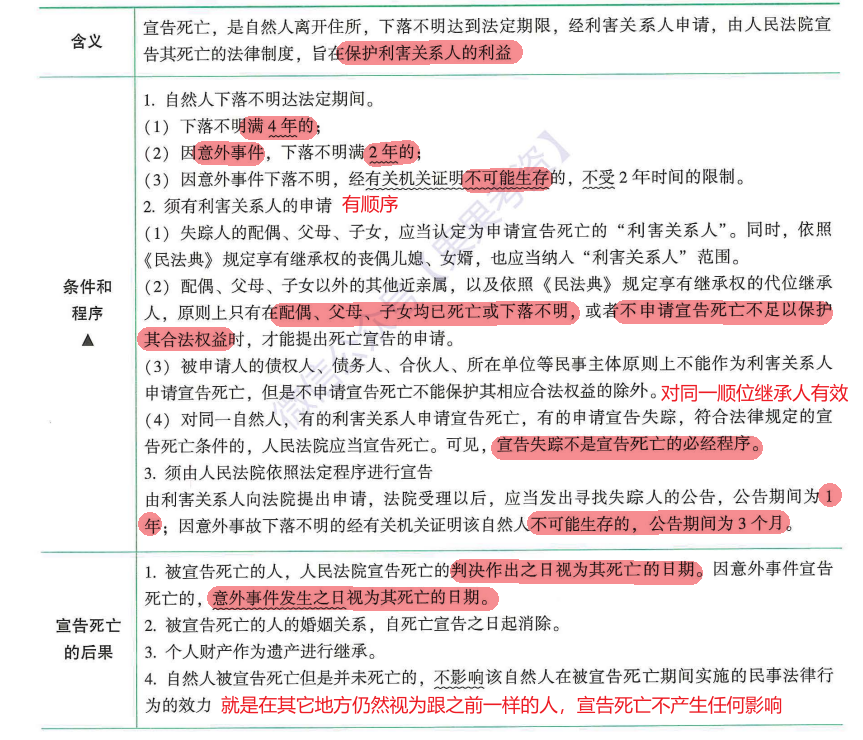 含义
宣告死亡，是自然人离开住所，下落不明达到法定期限，经利害关系人申请，由人民法院宣
告其死亡的法律制度，旨在保护利害关系人的利益
条件和
程序
▲
1. 自然人下落不明达法定期间。
（1）下落不明满 4 年的；
（2）因意外事件，下落不明满 2 年的；
（3）因意外事件下落不明，经有关机关证明不可能生存的，不受 2 年时间的限制。
2. 须有利害关系人的申请 有顺序
（1）失踪人的配偶、父母、子女，应当认定为申请宣告死亡的“利害关系人”。同时，依照
《民法典》规定享有继承权的丧偶儿媳、女婿，也应当纳入“利害关系人”范围。
（2）配偶、父母、子女以外的其他近亲属，以及依照《民法典》规定享有继承权的代位继承
人，原则上只有在配偶、父母、子女均已死亡或下落不明，或者不申请宣告死亡不足以保护
其合法权益时，才能提出死亡宣告的申请。
（3）被申请人的债权人、债务人、合伙人、所在单位等民事主体原则上不能作为利害关系人
申请宣告死亡，但是不申请宣告死亡不能保护其相应合法权益的除外。对同一顺位继承人有效
（4）对同一自然人，有的利害关系人申请宣告死亡，有的申请宣告失踪，符合法律规定的宣
告死亡条件的，人民法院应当宣告死亡。可见，宣告失踪不是宣告死亡的必经程序。
3. 须由人民法院依照法定程序进行宣告
由利害关系人向法院提出申请，法院受理以后，应当发出寻找失踪人的公告，公告期间为 1
年；因意外事故下落不明的经有关机关证明该自然人不可能生存的，公告期间为 3 个月。
宣告死亡
的后果
1. 被宣告死亡的人，人民法院宣告死亡的判决作出之日视为其死亡的日期。因意外事件宣告
死亡的，意外事件发生之日视为其死亡的日期。
2. 被宣告死亡的人的婚姻关系，自死亡宣告之日起消除。
3. 个人财产作为遗产进行继承。
4. 自然人被宣告死亡但是并未死亡的，不影响该自然人在被宣告死亡期间实施的民事法律行
为的效力 就是在其它地方仍然视为跟之前一样的人，宣告死亡不产生任何影响
微信公众号【果果考资】